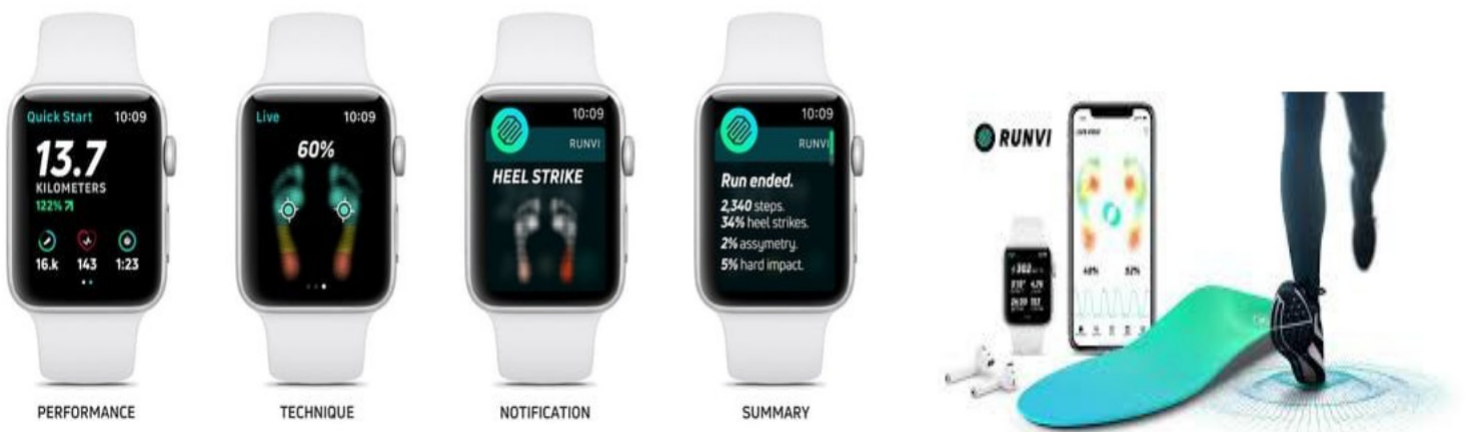 Quick Start 10:09
13.7
KILOMETERS
122%
16.k 143 1:23
PERFORMANCE
Live 10:09
60%
TECHNIQUE
10:09
RUNVI
HEEL STRIKE
NOTIFICATION
10:09
RUNVI
Run ended.
2,340 steps.
34% heel strikes.
2% assymetry.
5% hard impact.
SUMMARY
RUNVI
48% 52%